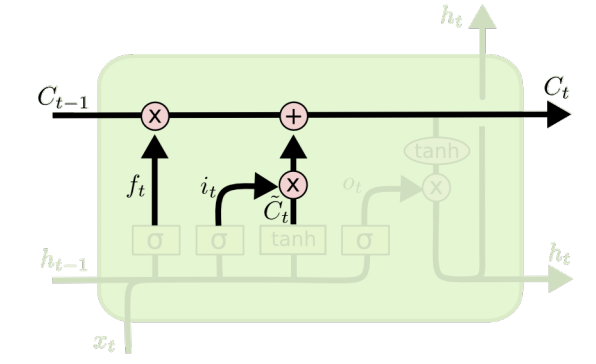 h_t
C_{t-1} × + C_t
tanh
f_t i_t × o_t ×
C̃_t
σ σ tanh σ
h_{t-1} h_t
x_t